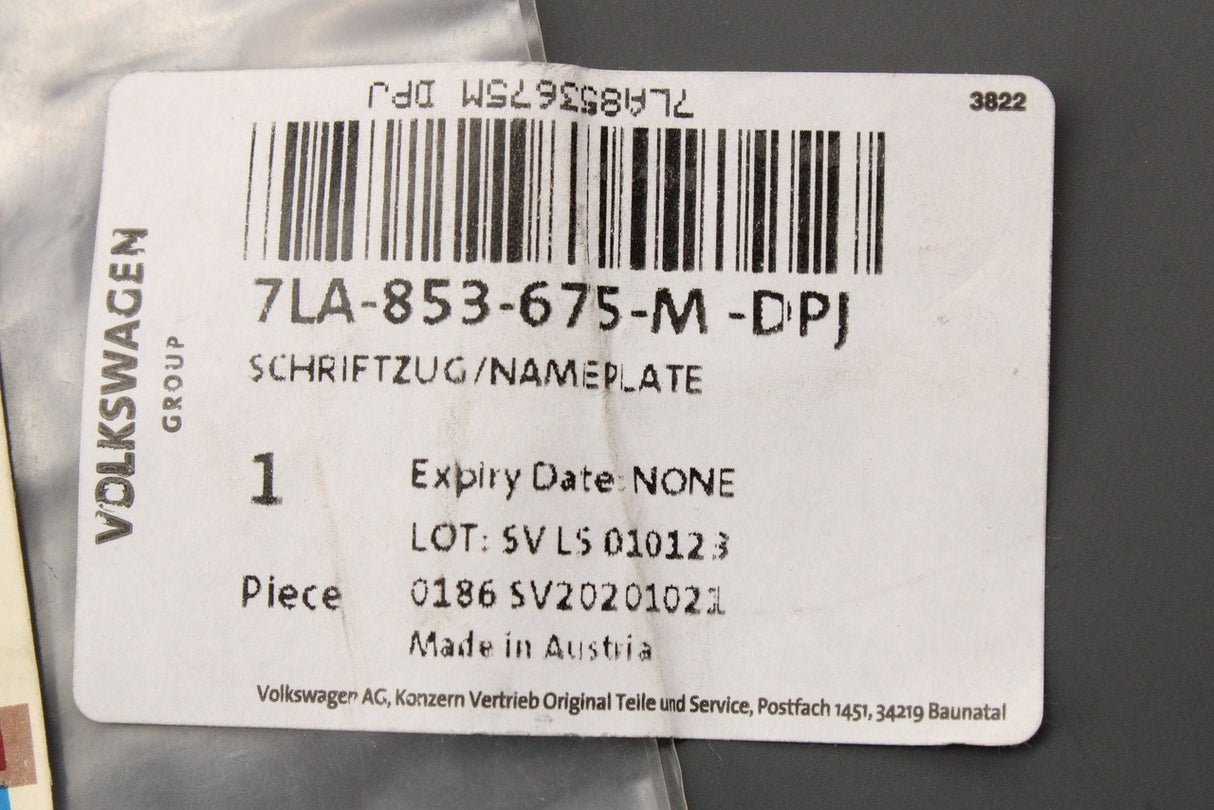 7LA853675M DPJ
3822
7LA-853-675-M -DPJ
SCHRIFTZUG/NAMEPLATE
VOLKSWAGEN
GROUP
1
Expiry Date: NONE
LOT: SV LS 010123
Piece
0186 SV20201021
Made in Austria
Volkswagen AG, Konzern Vertrieb Original Teile und Service, Postfach 1451, 34219 Baunatal